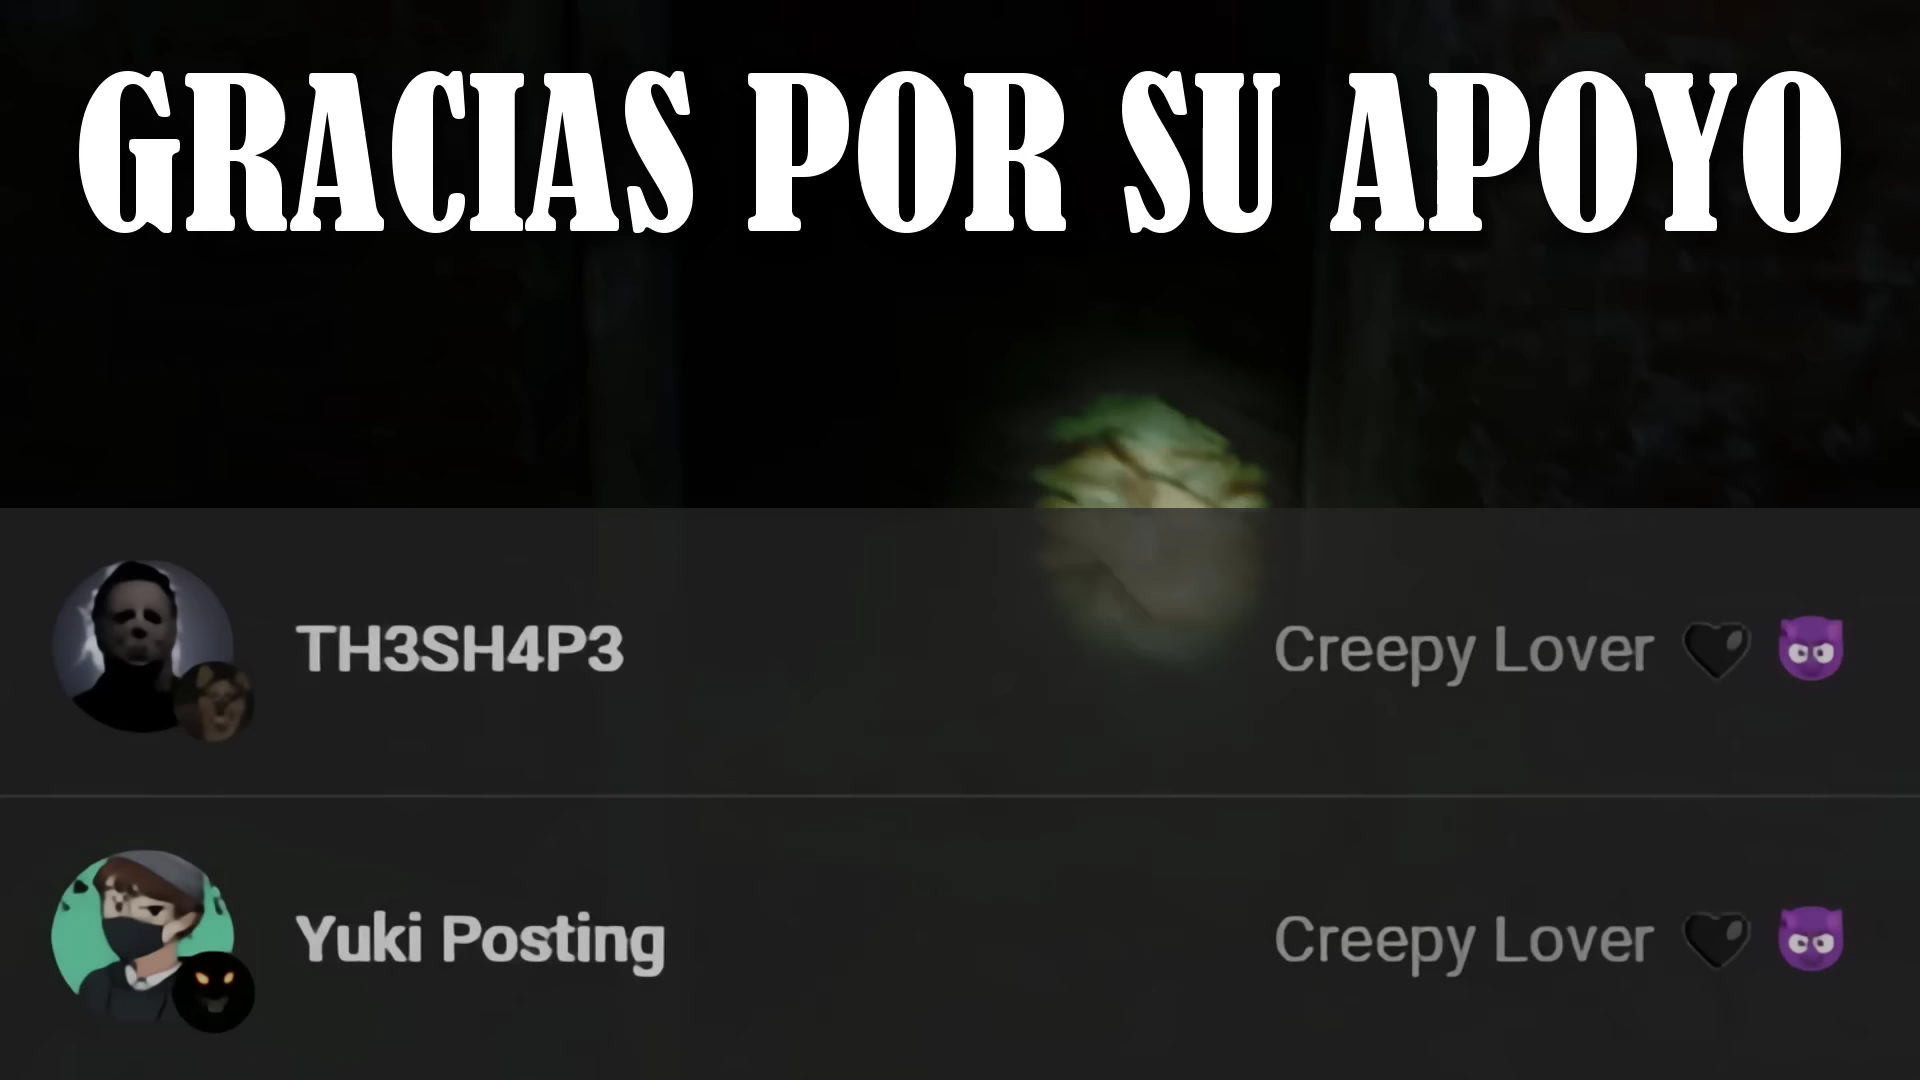 GRACIAS POR SU APOYO
TH3SH4P3 Creepy Lover 🖤 😈
Yuki Posting Creepy Lover 🖤 😈